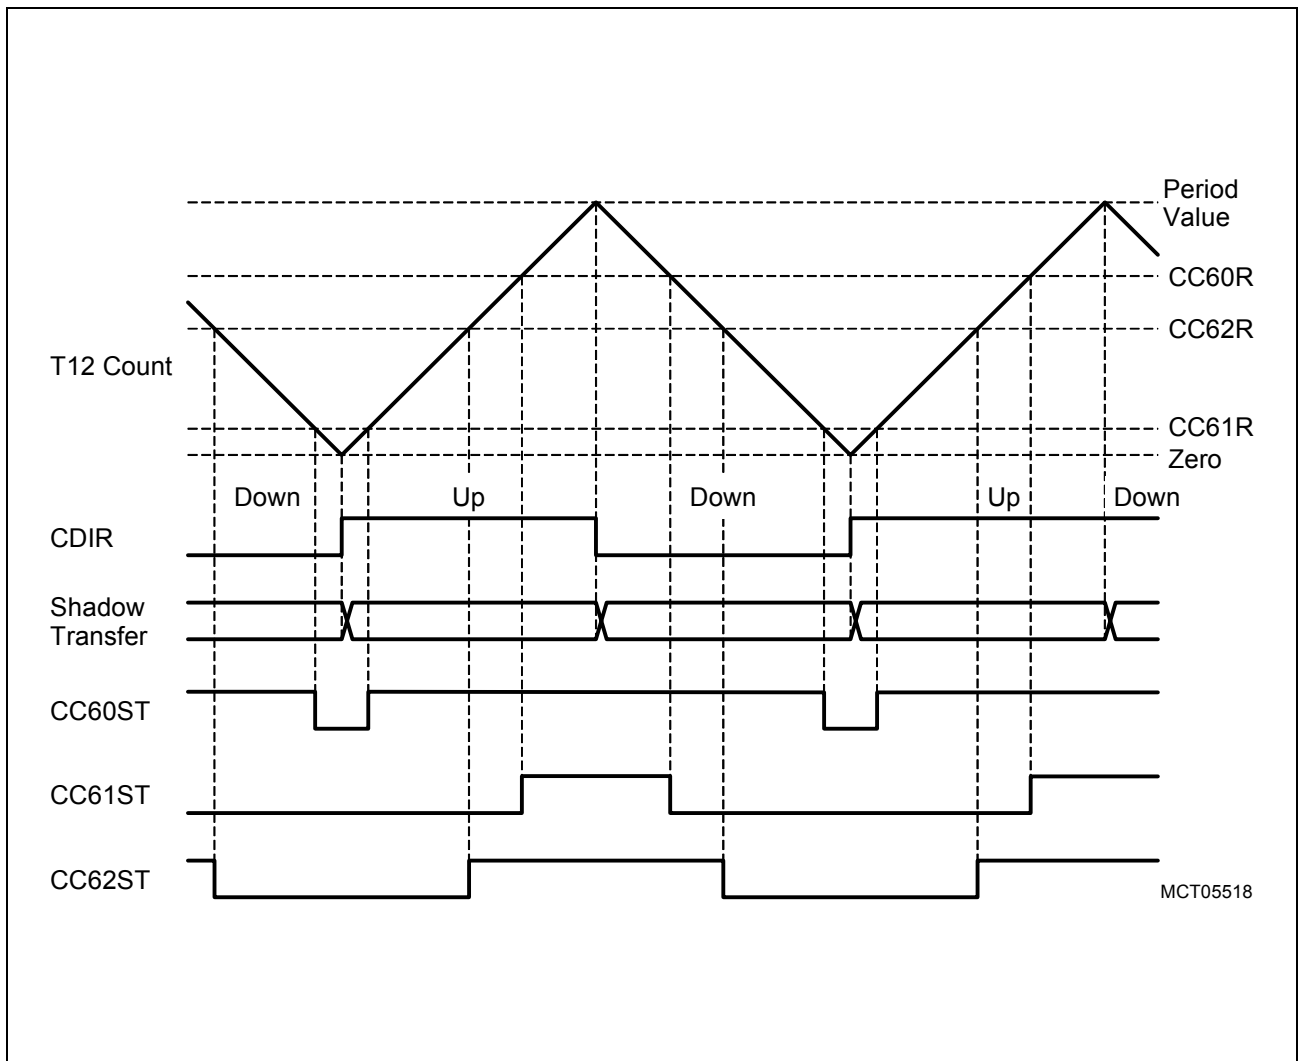 Period
Value
CC60R
CC62R
T12 Count
CC61R
Zero
Down
Up
Down
Up
Down
CDIR
Shadow
Transfer
CC60ST
CC61ST
CC62ST
MCT05518